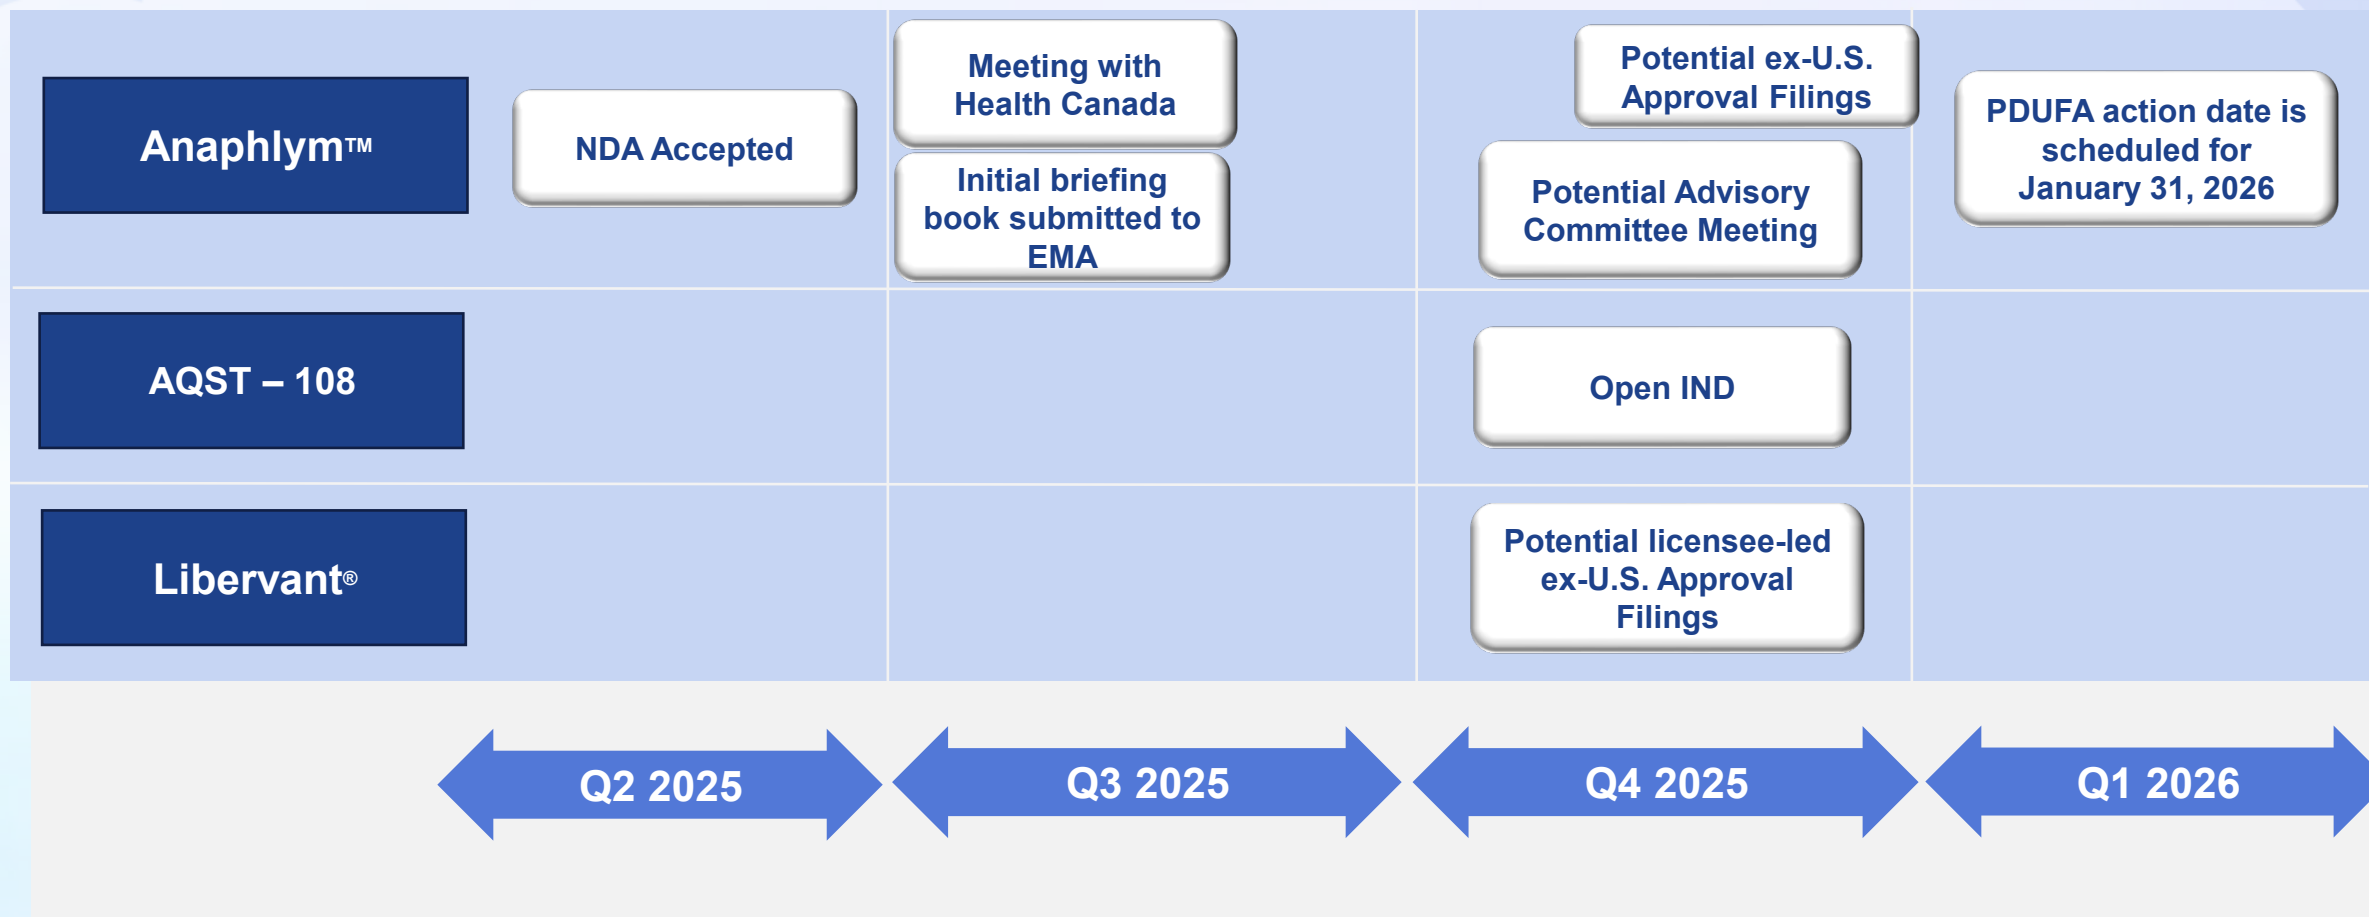 Anaphlym™
NDA Accepted
Meeting with
Health Canada
Initial briefing
book submitted to
EMA
Potential ex-U.S.
Approval Filings
Potential Advisory
Committee Meeting
PDUFA action date is
scheduled for
January 31, 2026
AQST – 108
Open IND
Libervant®
Potential licensee-led
ex-U.S. Approval
Filings
Q2 2025
Q3 2025
Q4 2025
Q1 2026